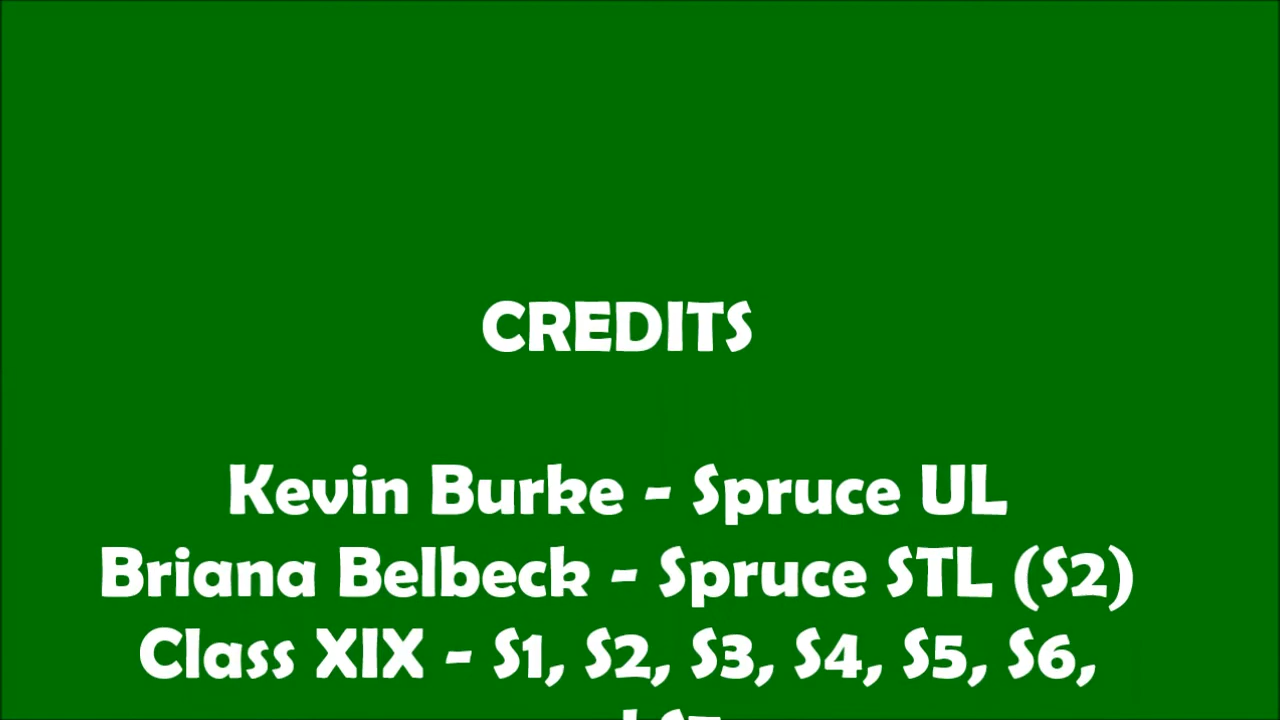 CREDITS
Kevin Burke - Spruce UL
Briana Belbeck - Spruce STL (S2)
Class XIX - S1, S2, S3, S4, S5, S6,